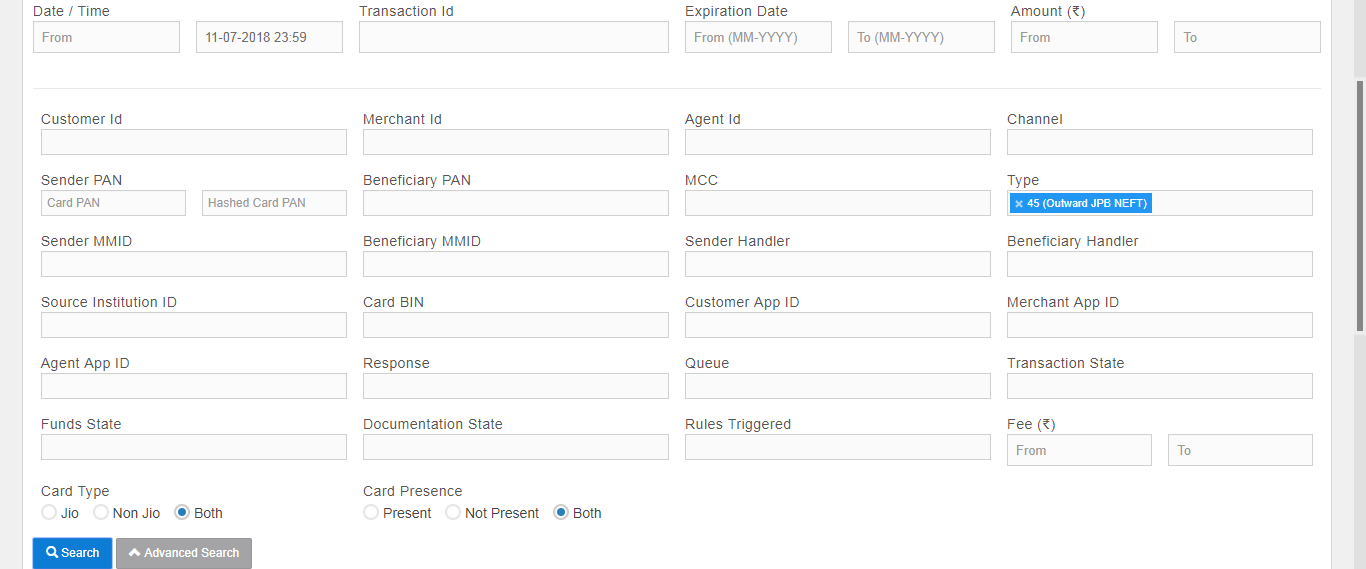 Date / Time Transaction Id Expiration Date Amount (₹)
From 11-07-2018 23:59 From (MM-YYYY) To (MM-YYYY) From To
Customer Id Merchant Id Agent Id Channel
Sender PAN Beneficiary PAN MCC Type
Card PAN Hashed Card PAN × 45 (Outward JPB NEFT)
Sender MMID Beneficiary MMID Sender Handler Beneficiary Handler
Source Institution ID Card BIN Customer App ID Merchant App ID
Agent App ID Response Queue Transaction State
Funds State Documentation State Rules Triggered Fee (₹)
From To
Card Type Card Presence
Jio Non Jio Both Present Not Present Both
Search Advanced Search